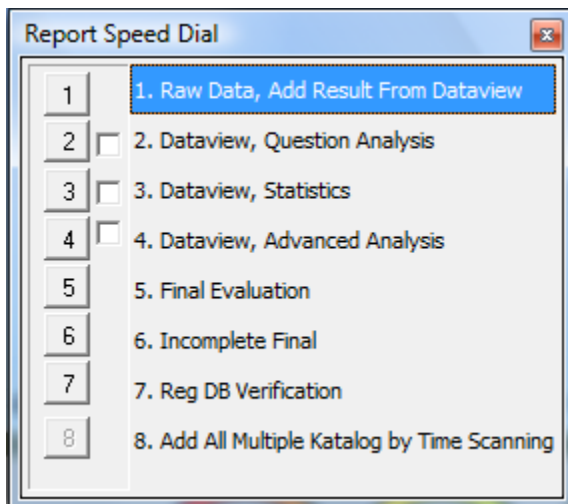 Report Speed Dial
1 1. Raw Data, Add Result From Dataview
2 2. Dataview, Question Analysis
3 3. Dataview, Statistics
4 4. Dataview, Advanced Analysis
5 5. Final Evaluation
6 6. Incomplete Final
7 7. Reg DB Verification
8 8. Add All Multiple Katalog by Time Scanning